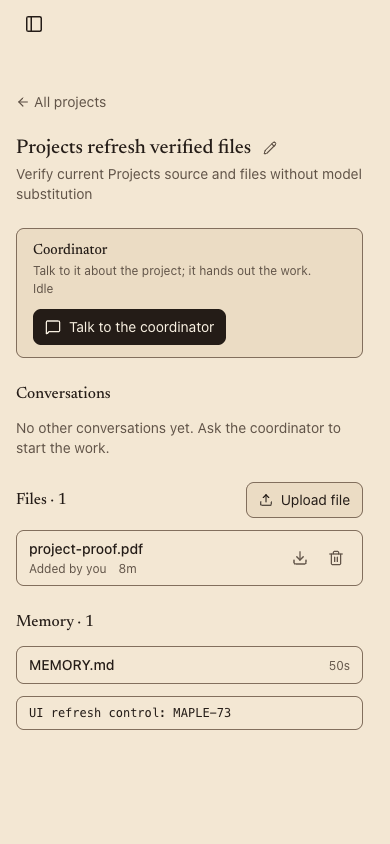 All projects
Projects refresh verified files
Verify current Projects source and files without model
substitution
Coordinator
Talk to it about the project; it hands out the work.
Idle
Talk to the coordinator
Conversations
No other conversations yet. Ask the coordinator to
start the work.
Files · 1
Upload file
project-proof.pdf
Added by you 8m
Memory · 1
MEMORY.md 50s
UI refresh control: MAPLE-73